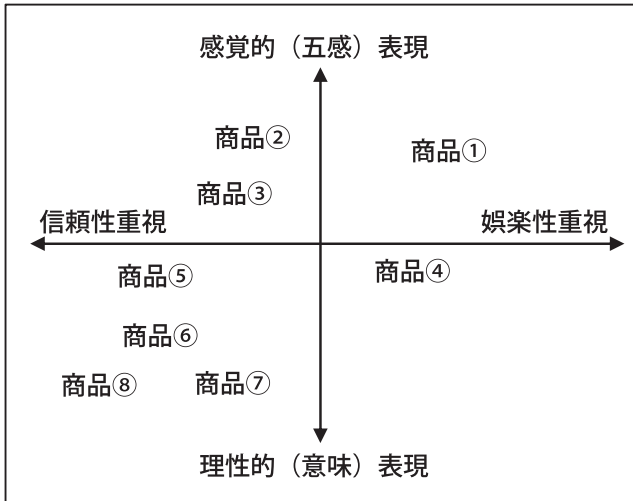 感覚的（五感）表現
商品②
商品①
商品③
信頼性重視
娯楽性重視
商品④
商品⑤
商品⑥
商品⑧
商品⑦
理性的（意味）表現